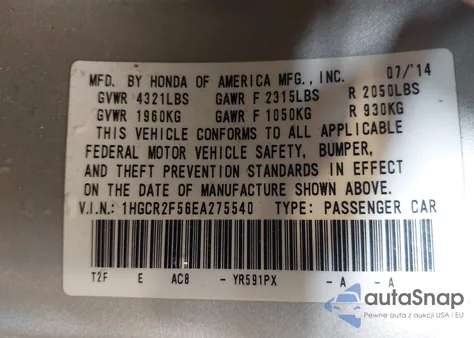 MFD. BY HONDA OF AMERICA MFG., INC. 07/'14
GVWR 4321LBS GAWR F 2315LBS R 2050LBS
GVWR 1960KG GAWR F 1050KG R 930KG
THIS VEHICLE CONFORMS TO ALL APPLICABLE
FEDERAL MOTOR VEHICLE SAFETY, BUMPER,
AND THEFT PREVENTION STANDARDS IN EFFECT
ON THE DATE OF MANUFACTURE SHOWN ABOVE.
V.I.N.: 1HGCR2F56EA275540 TYPE: PASSENGER CAR
T2F E AC8 - YR591PX - A - A
autoSnap
Pewne auta z aukcji USA i EU